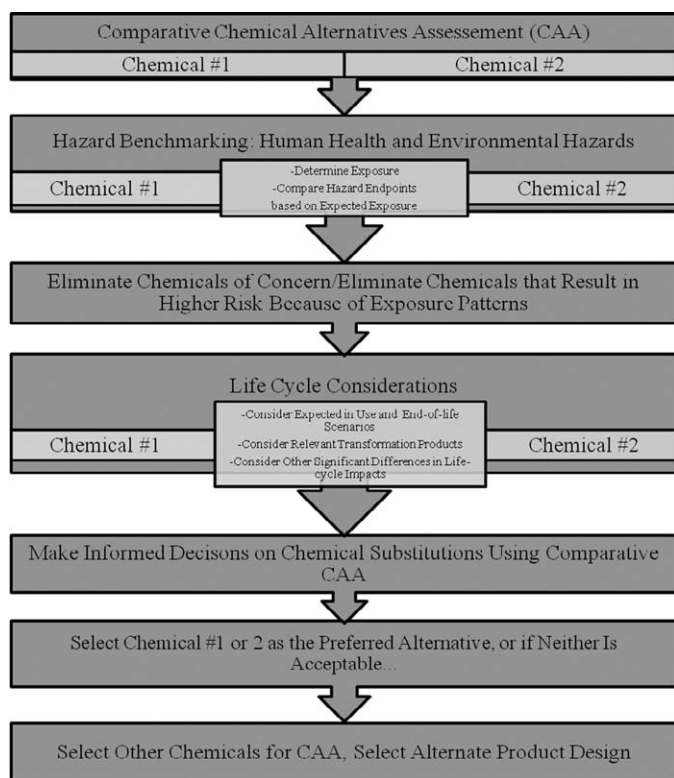 Comparative Chemical Alternatives Assessement (CAA)
Chemical #1
Chemical #2
Hazard Benchmarking: Human Health and Environmental Hazards
Chemical #1
-Determine Exposure
-Compare Hazard Endpoints
based on Expected Exposure
Chemical #2
Eliminate Chemicals of Concern/Eliminate Chemicals that Result in
Higher Risk Because of Exposure Patterns
Life Cycle Considerations
Chemical #1
-Consider Expected in Use and End-of-life
Scenarios
-Consider Relevant Transformation Products
-Consider Other Significant Differences in Life-
cycle Impacts
Chemical #2
Make Informed Decisons on Chemical Substitutions Using Comparative
CAA
Select Chemical #1 or 2 as the Preferred Alternative, or if Neither Is
Acceptable...
Select Other Chemicals for CAA, Select Alternate Product Design